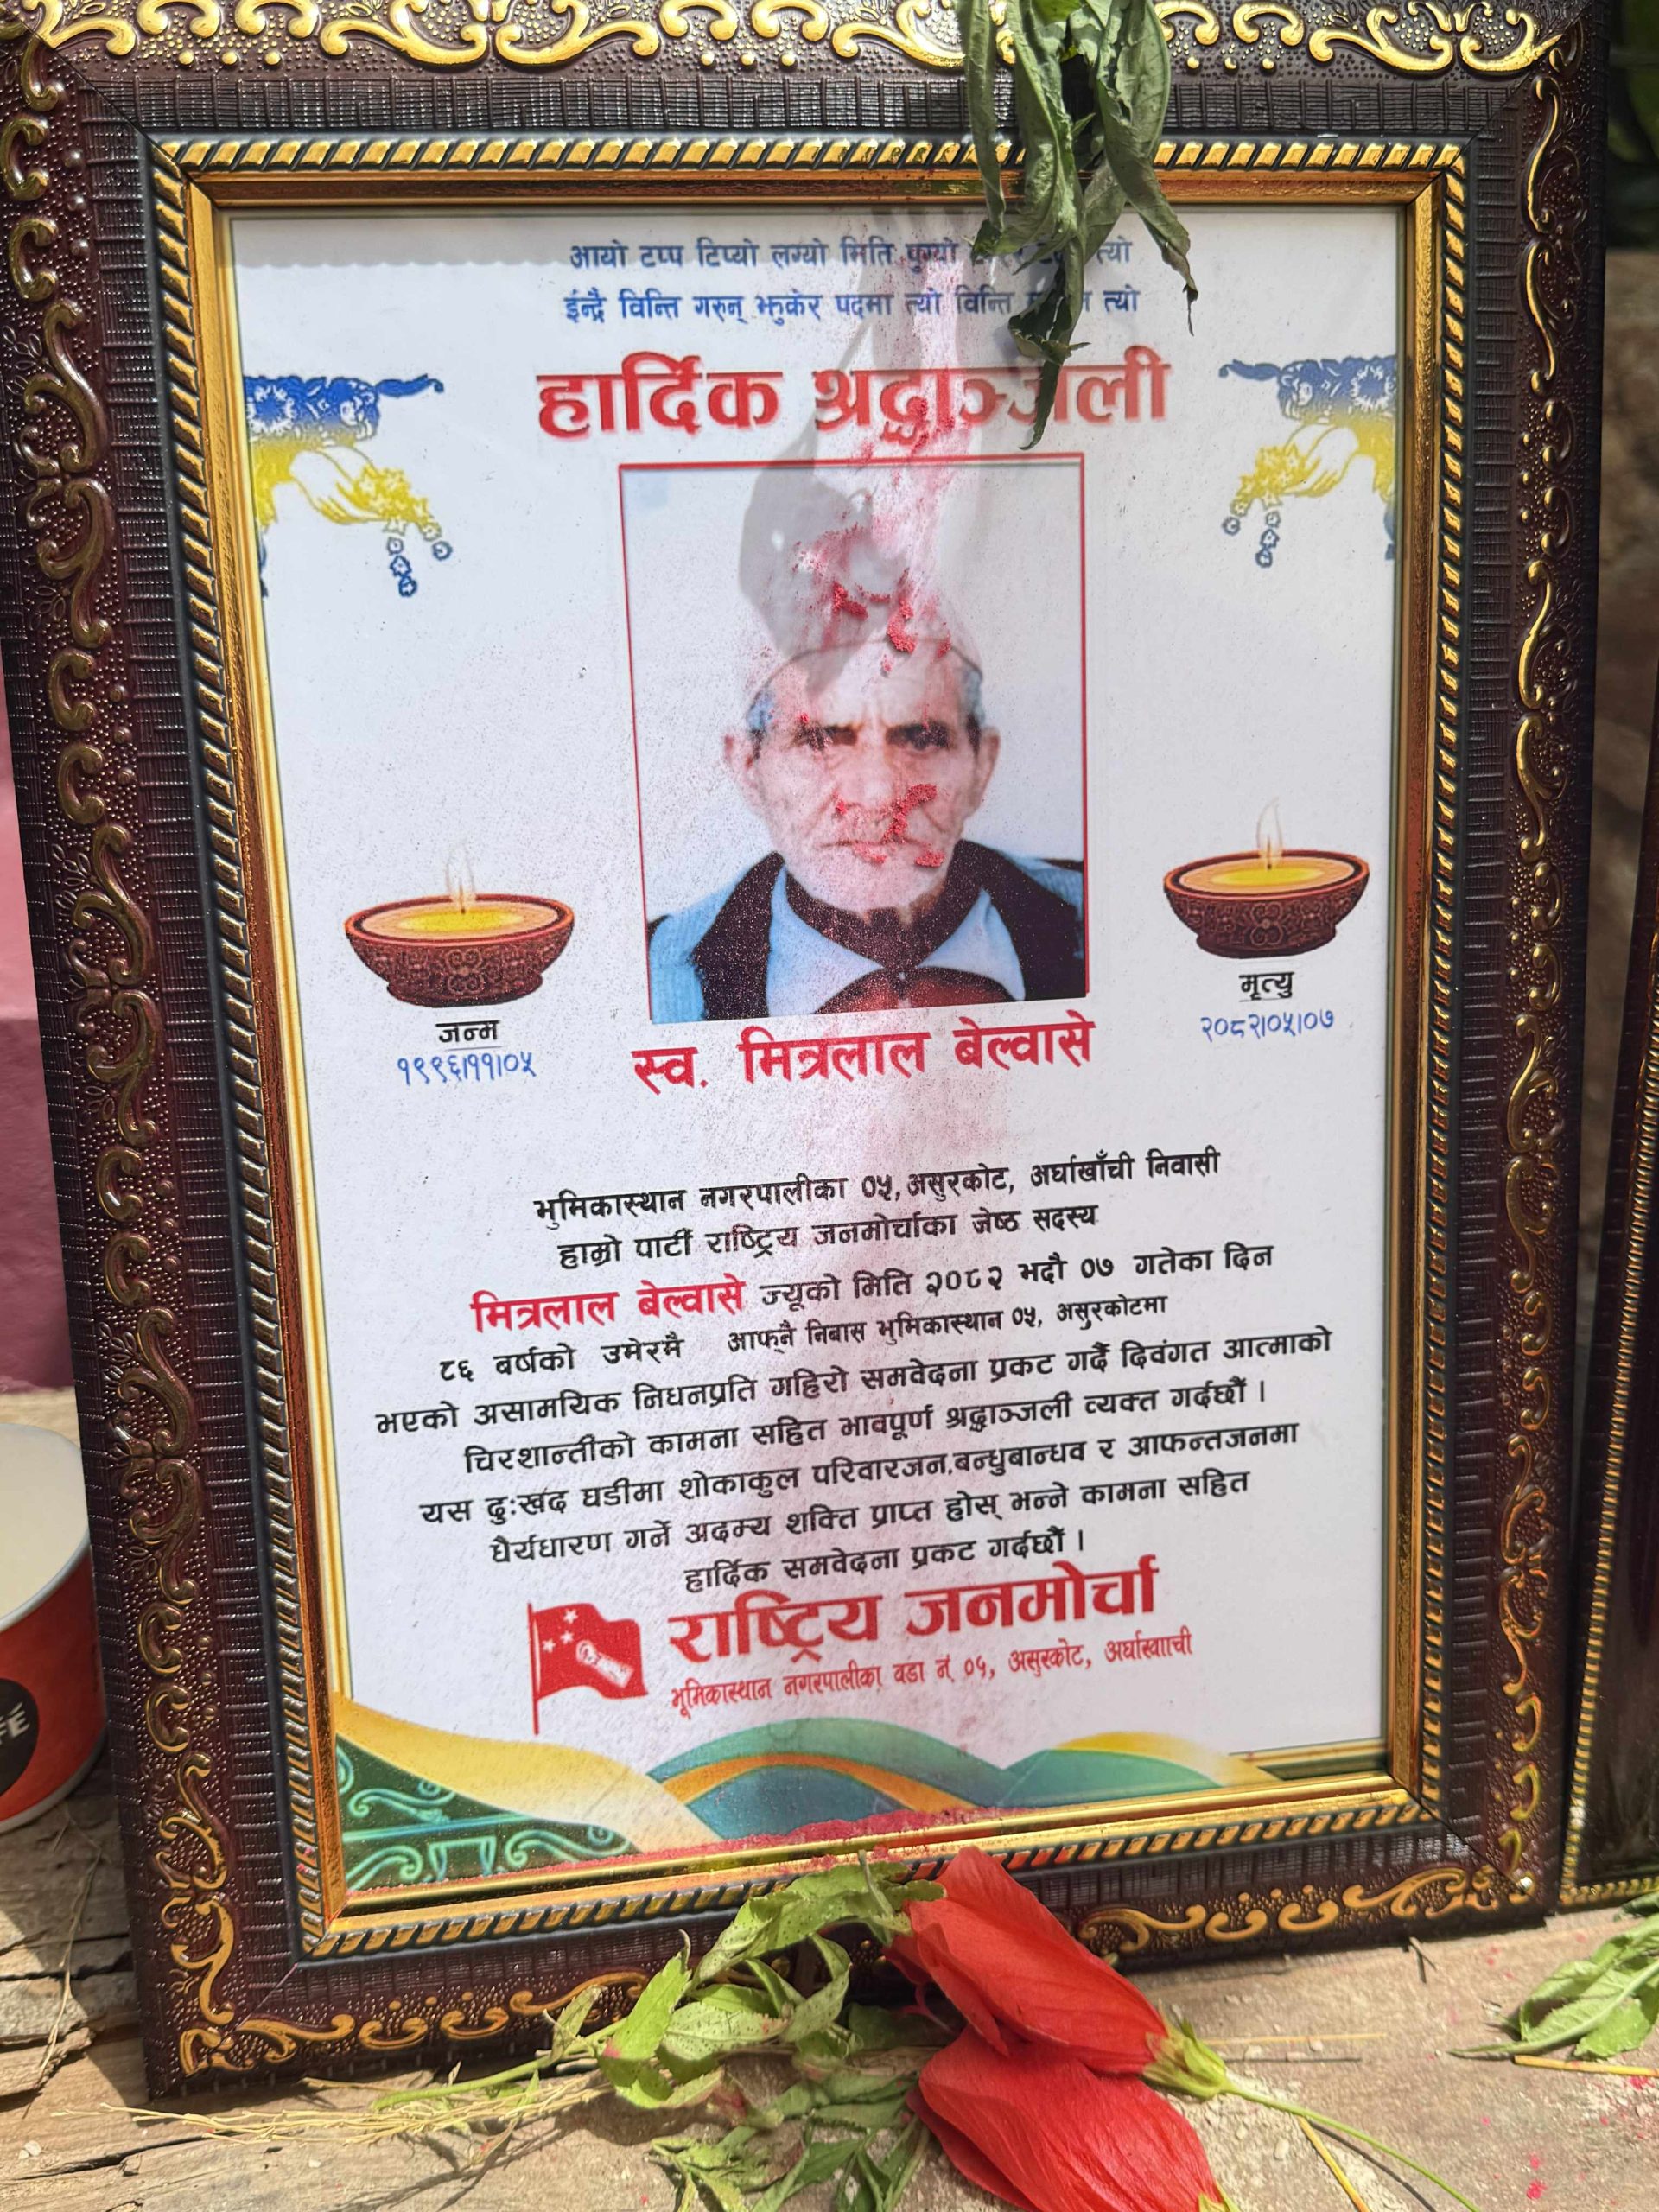 आयो टप्प टिप्यो लग्यो मिति पुग्यो त्यो
ईन्द्रै विन्ति गरुन् झुकेर पदमा त्यो विन्ति त्यो
हार्दिक श्रद्धाञ्जली
जन्म
१९९६।११।०५
मृत्यु
२०८२।०५।०७
स्व. मित्रलाल बेल्वासे
भुमिकास्थान नगरपालीका ०५, असुरकोट, अर्घाखाँची निवासी
हाम्रो पार्टी राष्ट्रिय जनमोर्चाका जेष्ठ सदस्य
मित्रलाल बेल्वासे ज्यूको मिति २०८२ भदौ ०७ गतेका दिन
८६ बर्षको उमेरमै आफ्नै निबास भुमिकास्थान ०५, असुरकोटमा
भएको असामयिक निधनप्रति गहिरो समवेदना प्रकट गर्दै दिवंगत आत्माको
चिरशान्तीको कामना सहित भावपूर्ण श्रद्धाञ्जली व्यक्त गर्दछौं ।
यस दुःखद घडीमा शोकाकुल परिवारजन,बन्धुबान्धव र आफन्तजनमा
धैर्यधारण गर्ने अदम्य शक्ति प्राप्त होस् भन्ने कामना सहित
हार्दिक समवेदना प्रकट गर्दछौं ।
राष्ट्रिय जनमोर्चा
भूमिकास्थान नगरपालीका वडा नं ०५, असुरकोट, अर्घाखााची